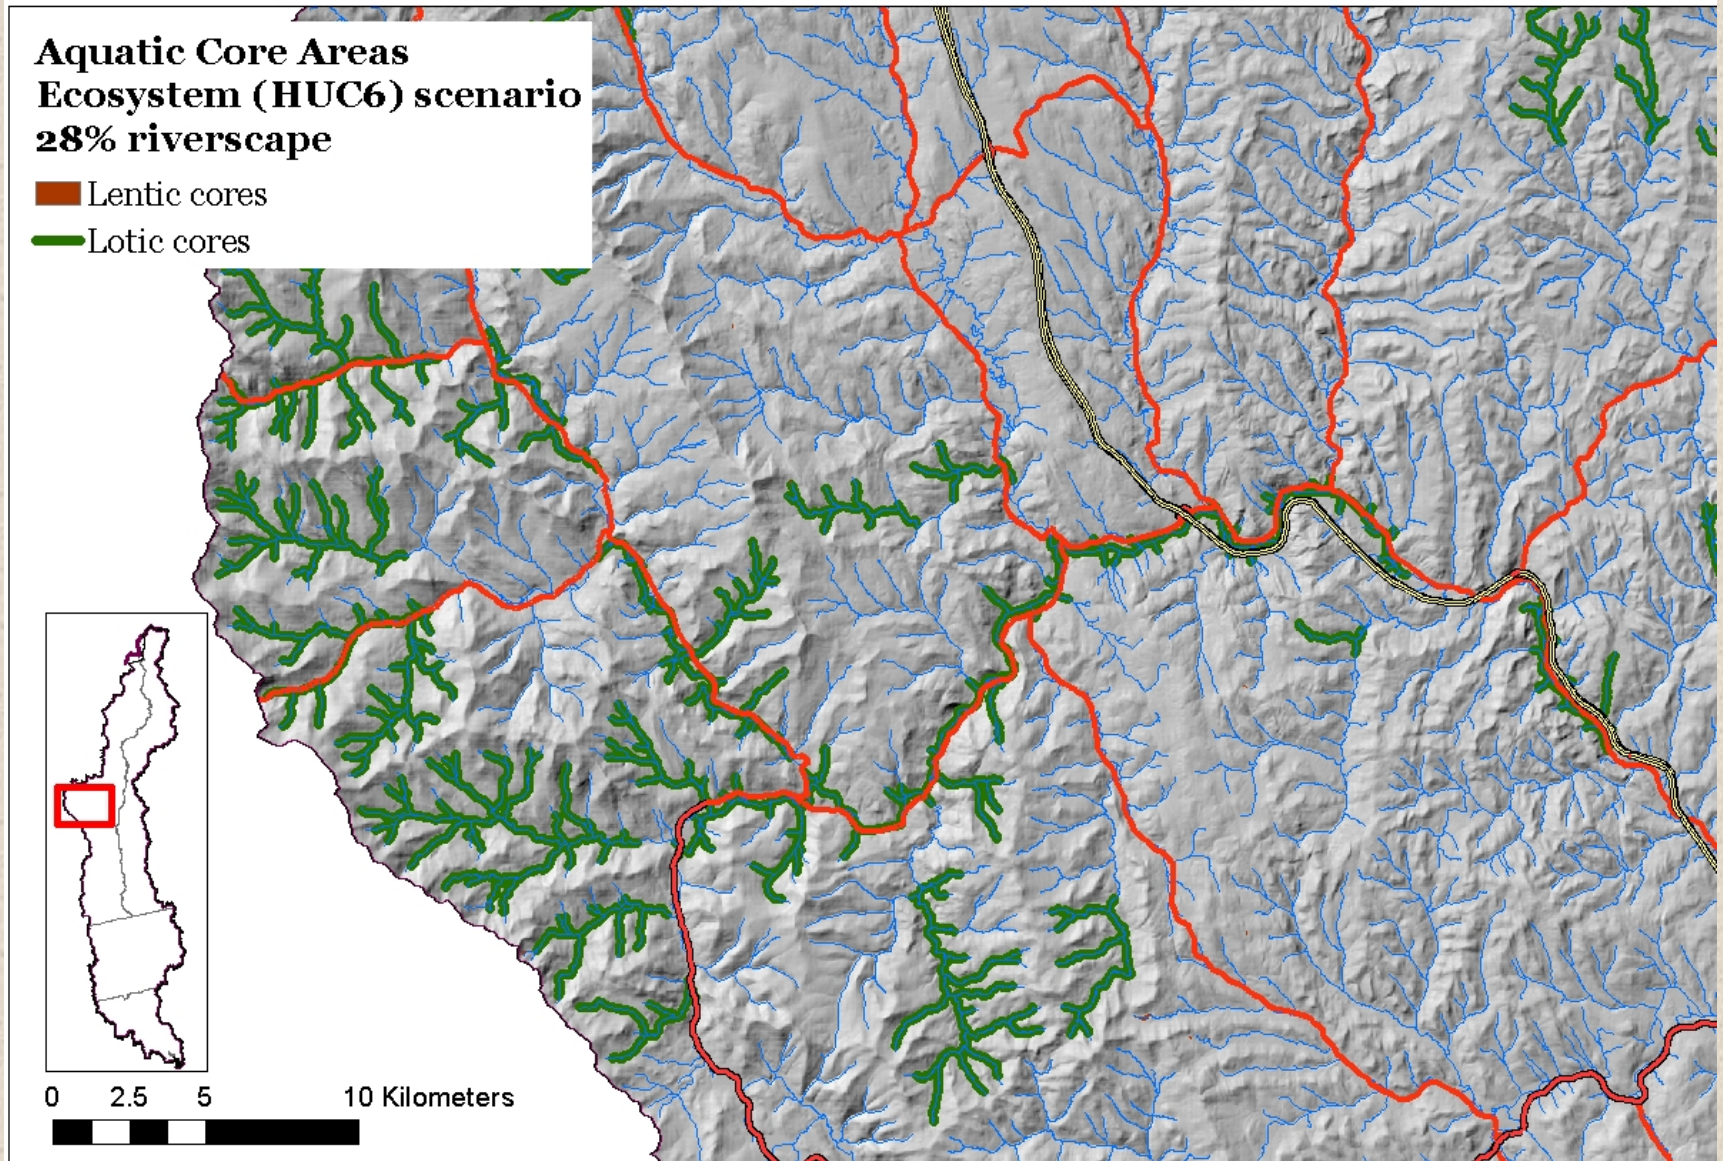 Aquatic Core Areas
Ecosystem (HUC6) scenario
28% riverscape
Lentic cores
Lotic cores
0 2.5 5 10 Kilometers